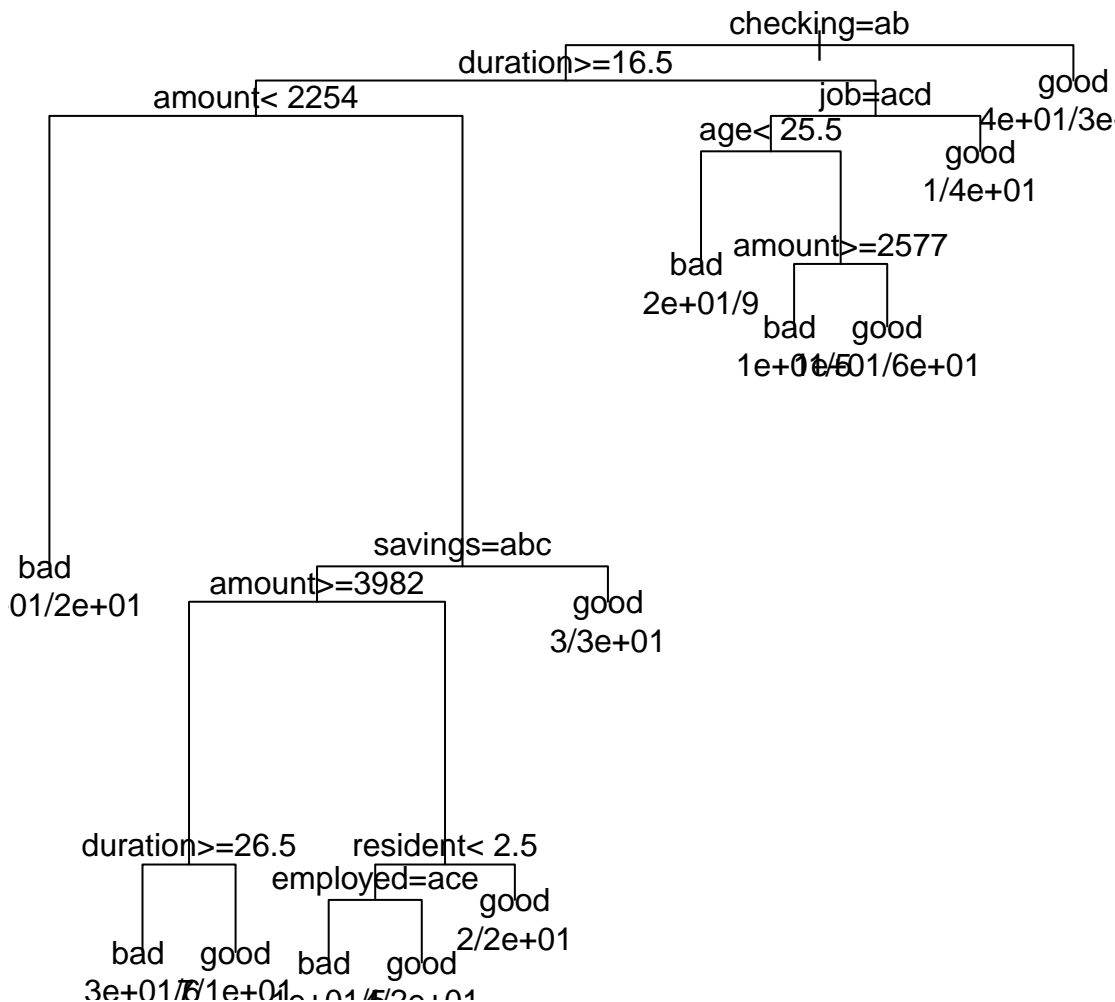 checking=ab
duration>=16.5
good
amount< 2254
job=acd
4e+01/3e
age< 25.5
good
1/4e+01
amount>=2577
bad
2e+01/9
bad
good
savings=abc
bad
amount>=3982
01/2e+01
good
3/3e+01
duration>=26.5
resident< 2.5
employed=ace
good
2/2e+01
bad
good
bad
good